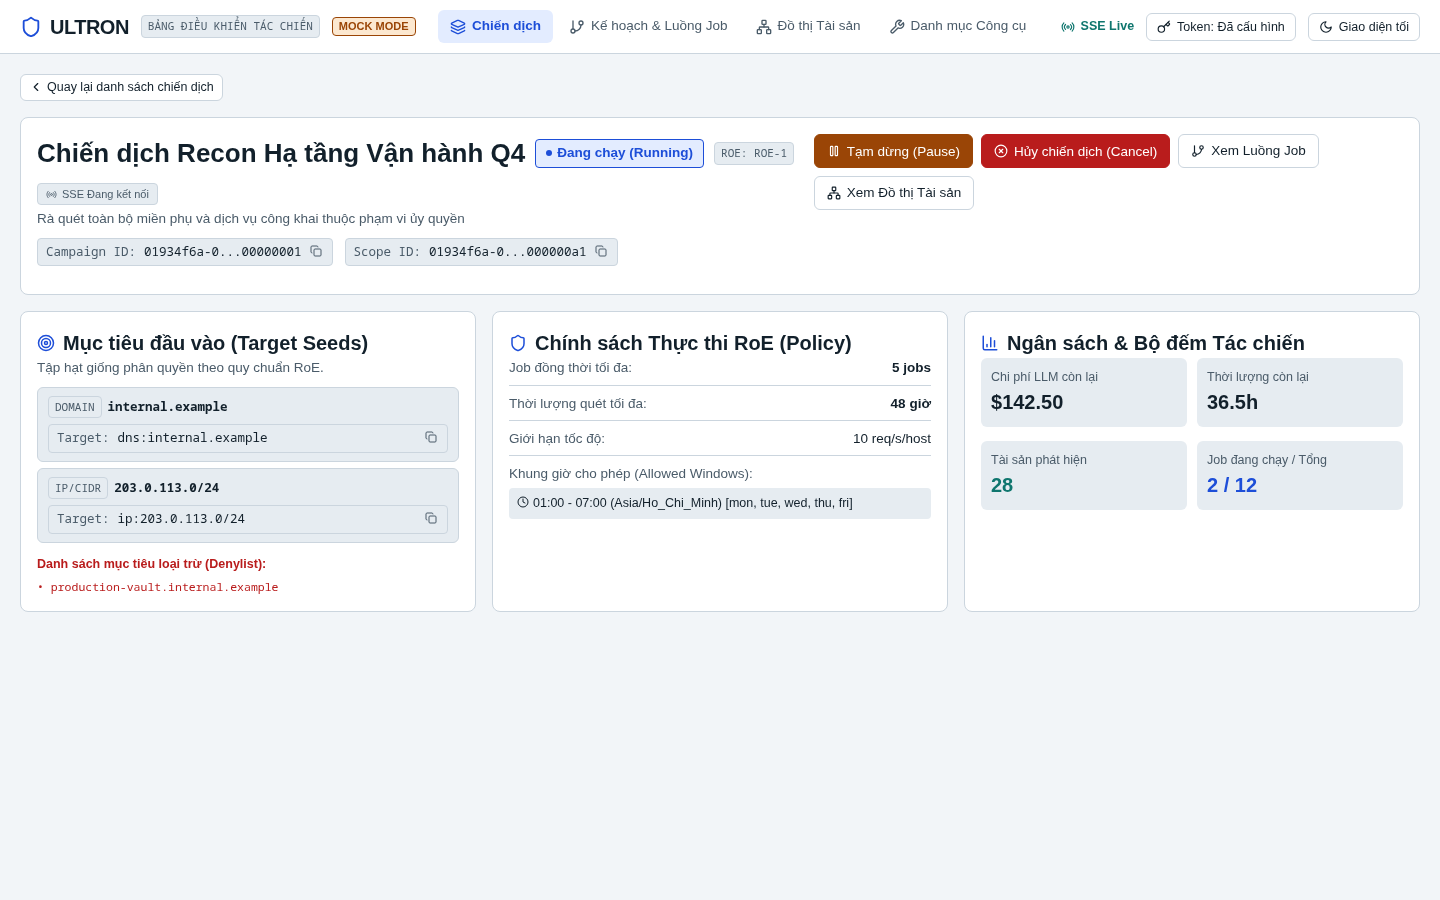 ULTRON
BẢNG ĐIỀU KHIỂN TÁC CHIẾN
MOCK MODE
Chiến dịch
Kế hoạch & Luồng Job
Đồ thị Tài sản
Danh mục Công cụ
SSE Live
Token: Đã cấu hình
Giao diện tối
Quay lại danh sách chiến dịch
Chiến dịch Recon Hạ tầng Vận hành Q4
Đang chạy (Running)
ROE: ROE-1
SSE Đang kết nối
Rà quét toàn bộ miền phụ và dịch vụ công khai thuộc phạm vi ủy quyền
Campaign ID: 01934f6a-0...00000001
Scope ID: 01934f6a-0...000000a1
Tạm dừng (Pause)
Hủy chiến dịch (Cancel)
Xem Luồng Job
Xem Đồ thị Tài sản
Mục tiêu đầu vào (Target Seeds)
Tập hạt giống phân quyền theo quy chuẩn RoE.
DOMAIN internal.example
Target: dns:internal.example
IP/CIDR 203.0.113.0/24
Target: ip:203.0.113.0/24
Danh sách mục tiêu loại trừ (Denylist):
• production-vault.internal.example
Chính sách Thực thi RoE (Policy)
Job đồng thời tối đa: 5 jobs
Thời lượng quét tối đa: 48 giờ
Giới hạn tốc độ: 10 req/s/host
Khung giờ cho phép (Allowed Windows):
01:00 - 07:00 (Asia/Ho_Chi_Minh) [mon, tue, wed, thu, fri]
Ngân sách & Bộ đếm Tác chiến
Chi phí LLM còn lại
$142.50
Thời lượng còn lại
36.5h
Tài sản phát hiện
28
Job đang chạy / Tổng
2 / 12